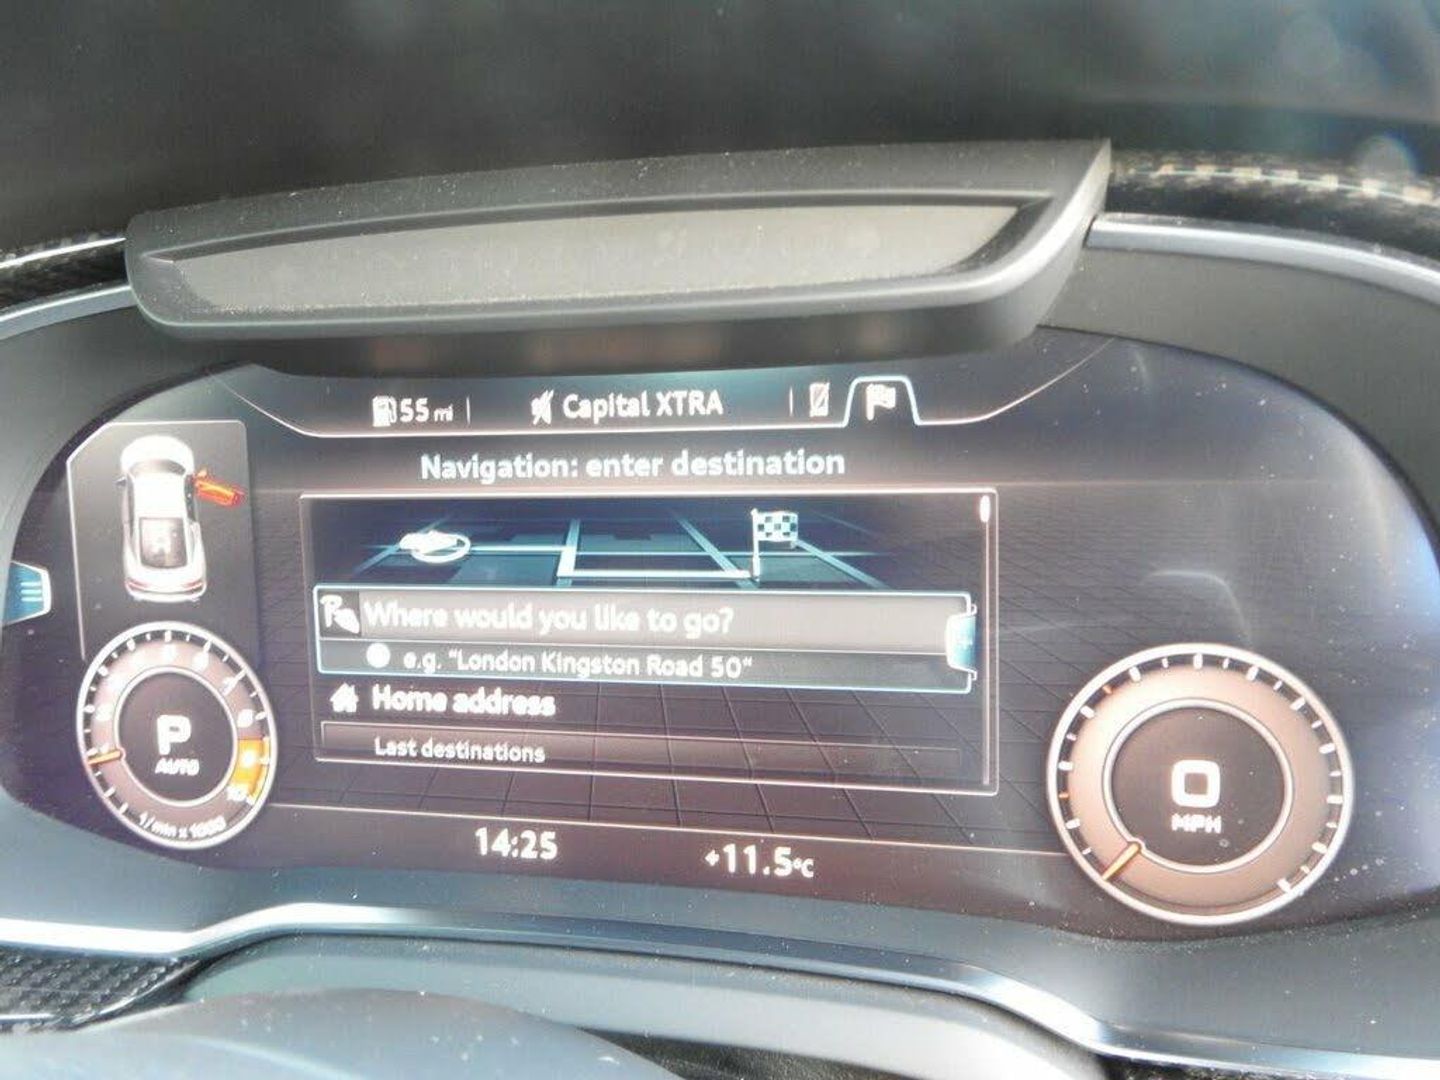 55 mi
Capital XTRA
Navigation: enter destination
Where would you like to go?
e.g. "London Kingston Road 50"
Home address
Last destinations
P
AUTO
1/min x 1000
0
MPH
14:25
+11.5°C